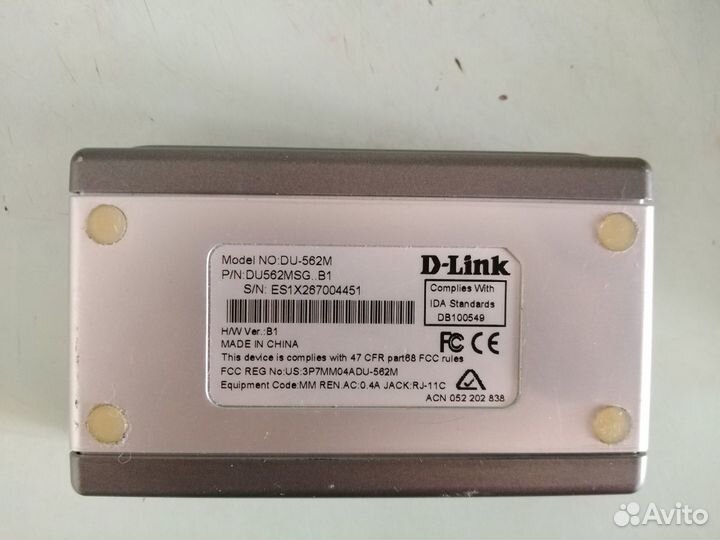 Model NO:DU-562M
P/N:DU562MSG..B1
S/N: ES1X267004451
D-Link
Complies With
IDA Standards
DB100549
H/W Ver.:B1
MADE IN CHINA
FC CE
This device is complies with 47 CFR part68 FCC rules
FCC REG No:US:3P7MM04ADU-562M
Equipment Code:MM REN.AC:0.4A JACK:RJ-11C
ACN 052 202 838
Avito